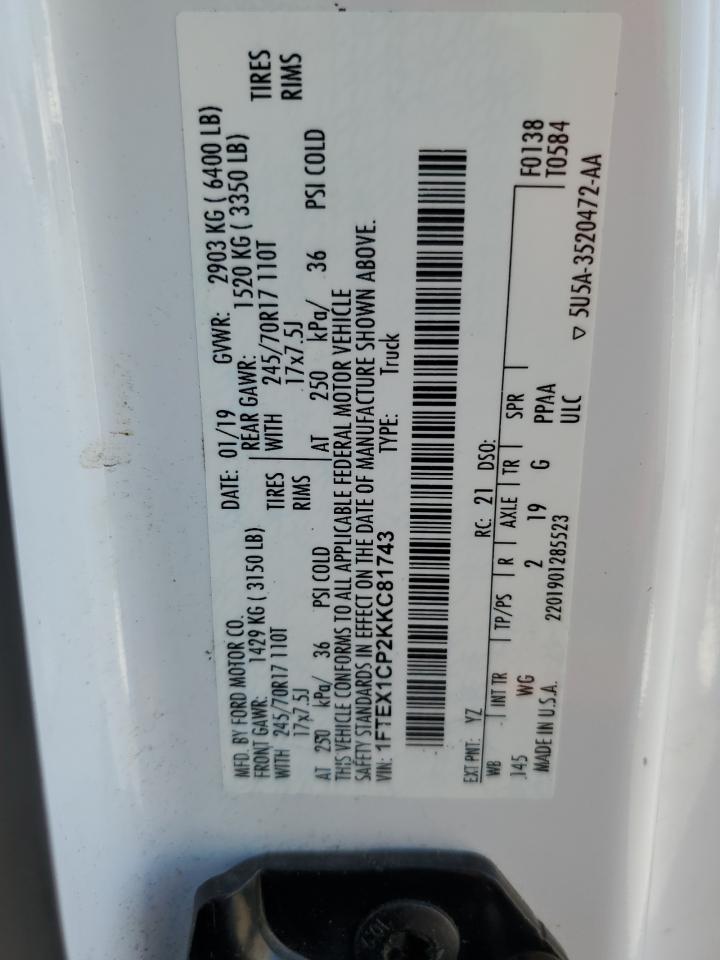 MFD. BY FORD MOTOR CO.
DATE: 01/19 GVWR: 2903 KG ( 6400 LB)
FRONT GAWR: 1429 KG ( 3150 LB) REAR GAWR: 1520 KG ( 3350 LB)
WITH 245/70R17 110T TIRES WITH 245/70R17 110T TIRES
17x7.5J RIMS 17x7.5J RIMS
AT 250 kPa/ 36 PSI COLD AT 250 kPa/ 36 PSI COLD
THIS VEHICLE CONFORMS TO ALL APPLICABLE FEDERAL MOTOR VEHICLE
SAFETY STANDARDS IN EFFECT ON THE DATE OF MANUFACTURE SHOWN ABOVE.
VIN: 1FTEX1CP2KKC81743 TYPE: Truck
EXT PNT: YZ RC: 21 DSO: F0138
WB INT TR TP/PS R AXLE TR SPR T0584
145 WG 2 19 G PPAA
MADE IN U.S.A. 2201901285523 ULC
▽ 5U5A-3520472-AA